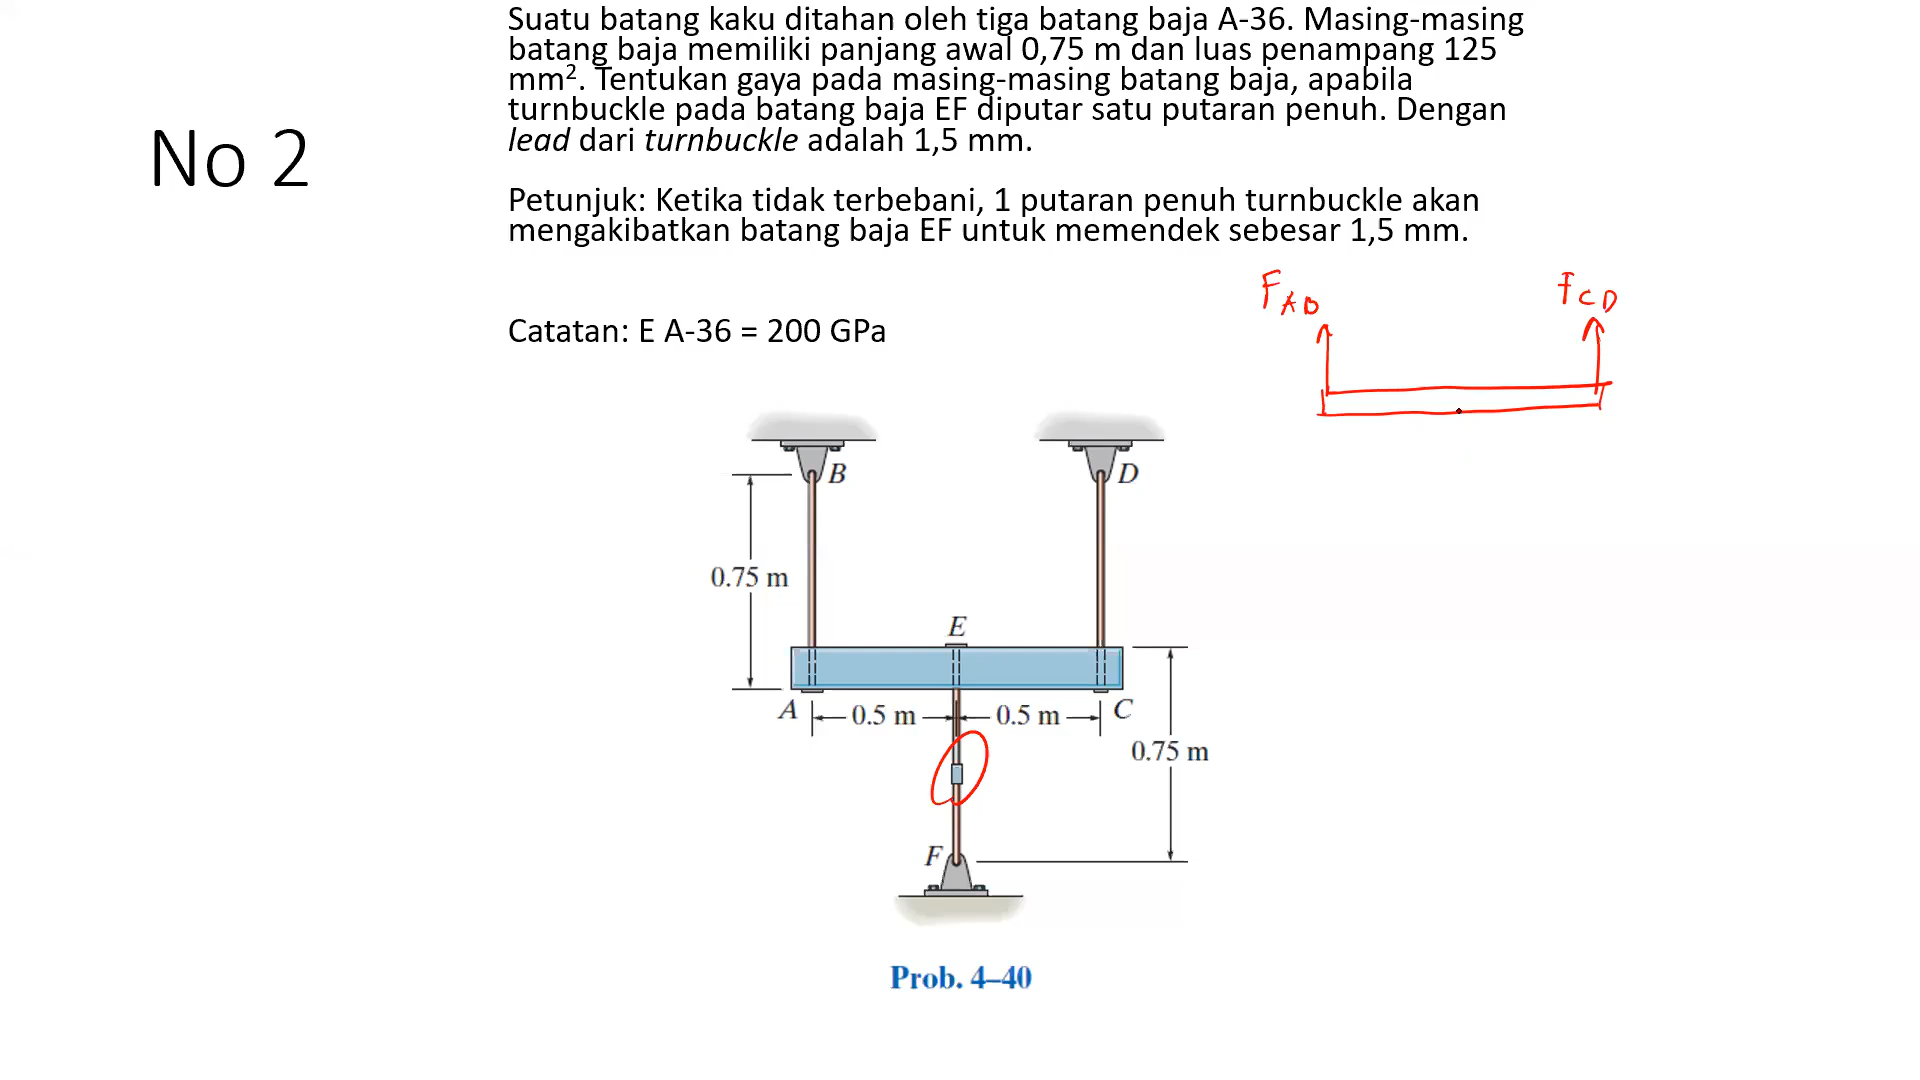 No 2
Suatu batang kaku ditahan oleh tiga batang baja A-36. Masing-masing
batang baja memiliki panjang awal 0,75 m dan luas penampang 125
mm². Tentukan gaya pada masing-masing batang baja, apabila
turnbuckle pada batang baja EF diputar satu putaran penuh. Dengan
lead dari turnbuckle adalah 1,5 mm.
Petunjuk: Ketika tidak terbebani, 1 putaran penuh turnbuckle akan
mengakibatkan batang baja EF untuk memendek sebesar 1,5 mm.
Catatan: E A-36 = 200 GPa
F_AB
F_CD
B
D
0.75 m
E
A
0.5 m
0.5 m
C
0.75 m
F
Prob. 4–40